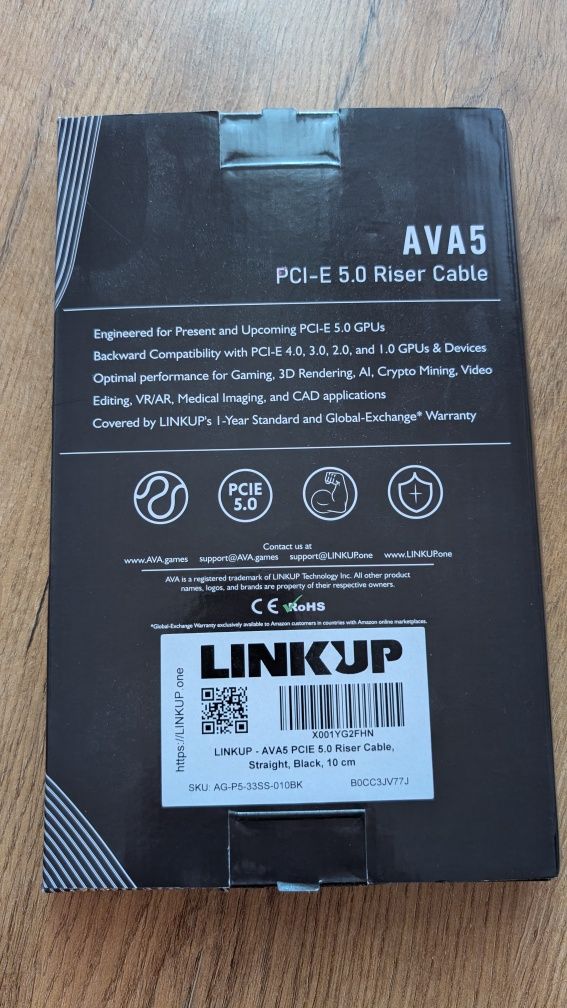 AVA5
PCI-E 5.0 Riser Cable
Engineered for Present and Upcoming PCI-E 5.0 GPUs
Backward Compatibility with PCI-E 4.0, 3.0, 2.0, and 1.0 GPUs & Devices
Optimal performance for Gaming, 3D Rendering, AI, Crypto Mining, Video
Editing, VR/AR, Medical Imaging, and CAD applications
Covered by LINKUP's 1-Year Standard and Global-Exchange* Warranty
PCIE
5.0
Contact us at
www.AVA.games support@AVA.games support@LINKUP.one www.LINKUP.one
AVA is a registered trademark of LINKUP Technology Inc. All other product
names, logos, and brands are property of their respective owners.
CE RoHS
*Global-Exchange Warranty exclusively available to Amazon customers in countries with Amazon online marketplaces.
LINKUP
https://LINKUP.one
X001YG2FHN
LINKUP - AVA5 PCIE 5.0 Riser Cable,
Straight, Black, 10 cm
SKU: AG-P5-33SS-010BK B0CC3JV77J